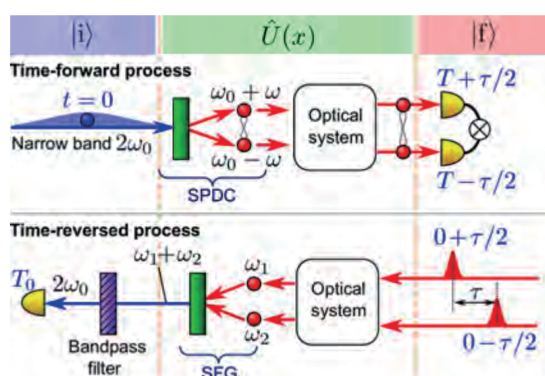 |i⟩ Û(x) |f⟩
Time-forward process
t = 0
ω₀ + ω
T + τ/2
Narrow band 2ω₀
Optical
system
ω₀ − ω
T − τ/2
SPDC
Time-reversed process
ω₁+ω₂
0+τ/2
T₀
2ω₀
ω₁
Optical
system
τ
ω₂
Bandpass
filter
0−τ/2
SFG